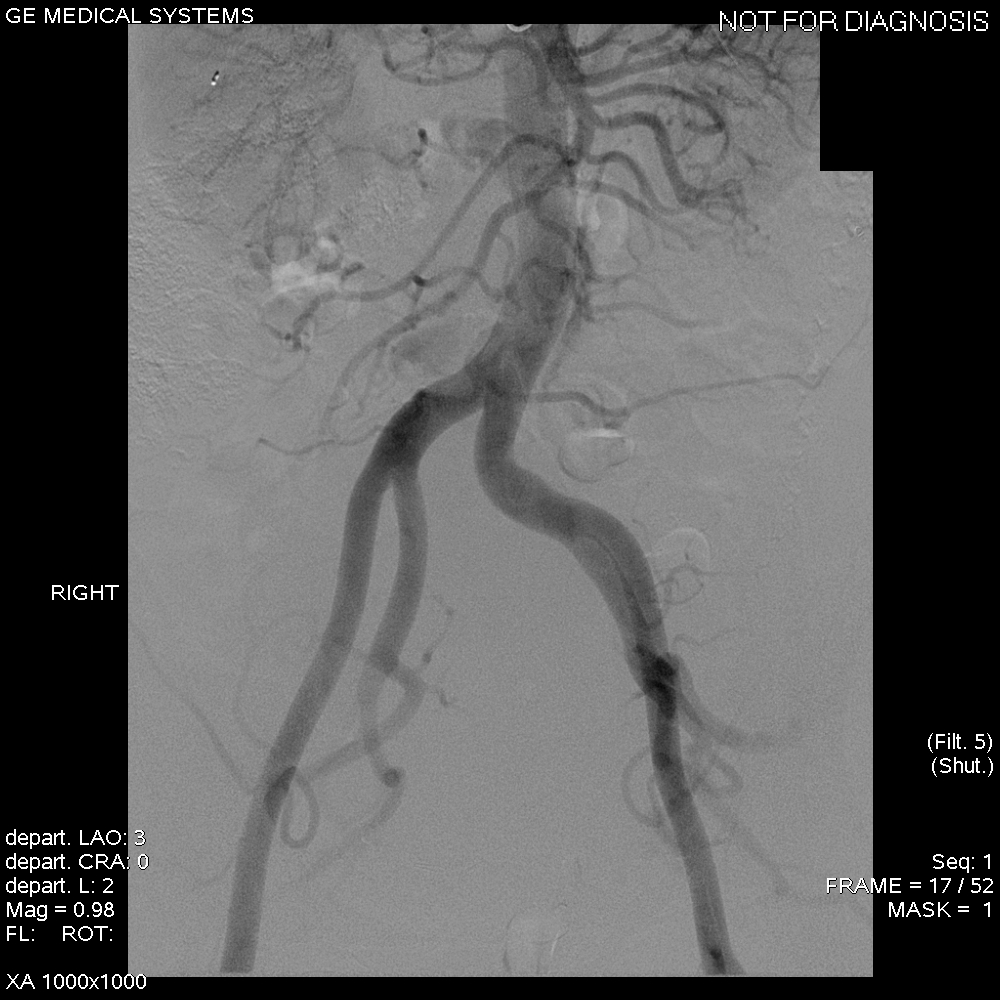 GE MEDICAL SYSTEMS
NOT FOR DIAGNOSIS
RIGHT
(Filt. 5)
(Shut.)
depart. LAO: 3
depart. CRA: 0
depart. L: 2
Mag = 0.98
FL: ROT:
XA 1000x1000
Seq: 1
FRAME = 17 / 52
MASK = 1